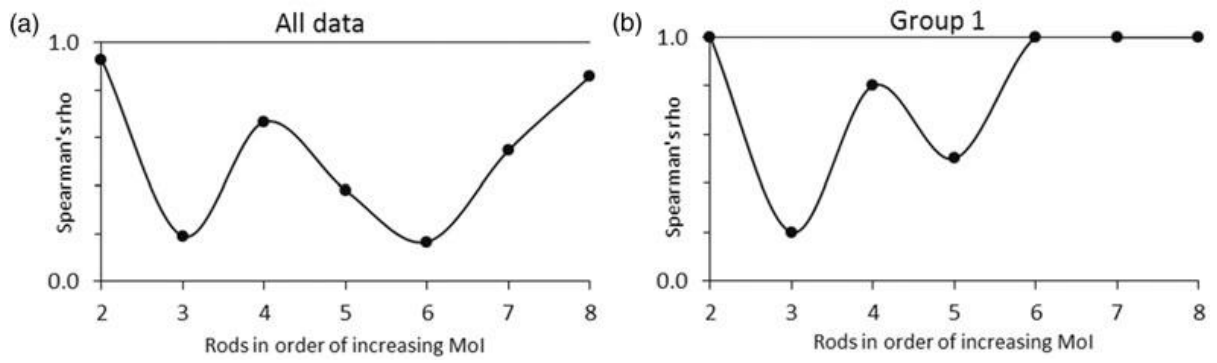 (a) All data
1.0
Spearman's rho
0.0
2 3 4 5 6 7 8
Rods in order of increasing MoI
(b) Group 1
1.0
Spearman's rho
0.0
2 3 4 5 6 7 8
Rods in order of increasing MoI